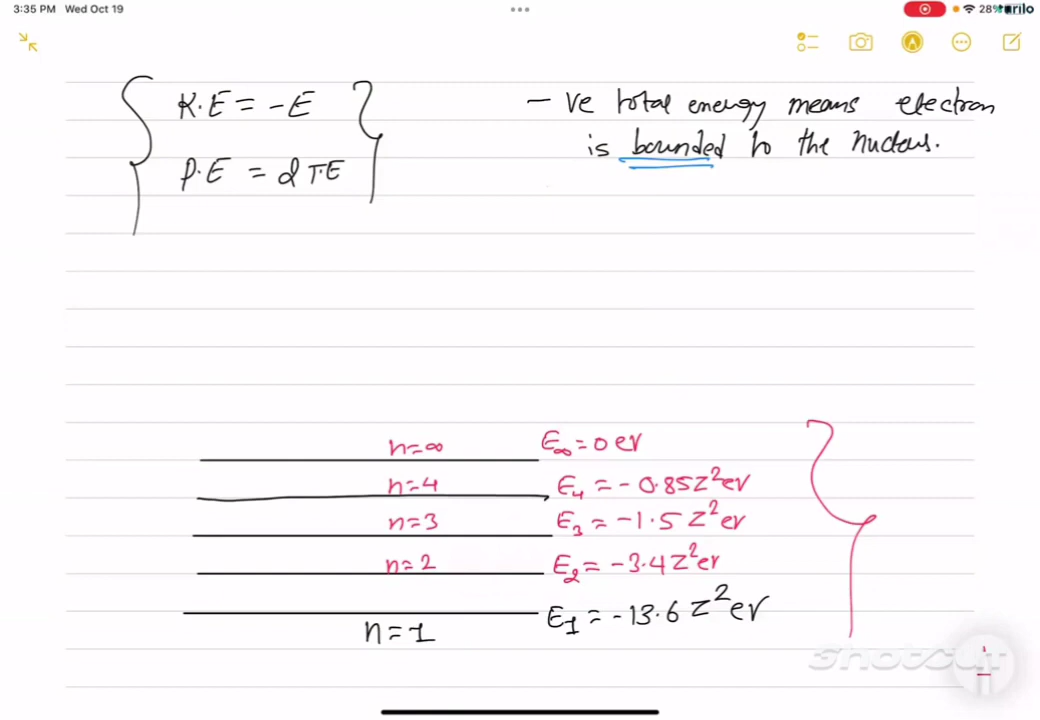 3:35 PM Wed Oct 19
28%
K.E = -E
P.E = 2 T.E
- ve total energy means electron
is bounded to the nucleus.
n=∞ E∞ = 0 ev
n=4 E4 = -0.85Z²ev
n=3 E3 = -1.5 Z²ev
n=2 E2 = -3.4Z²ev
E1 = -13.6 Z²ev
n=1
Shotcut